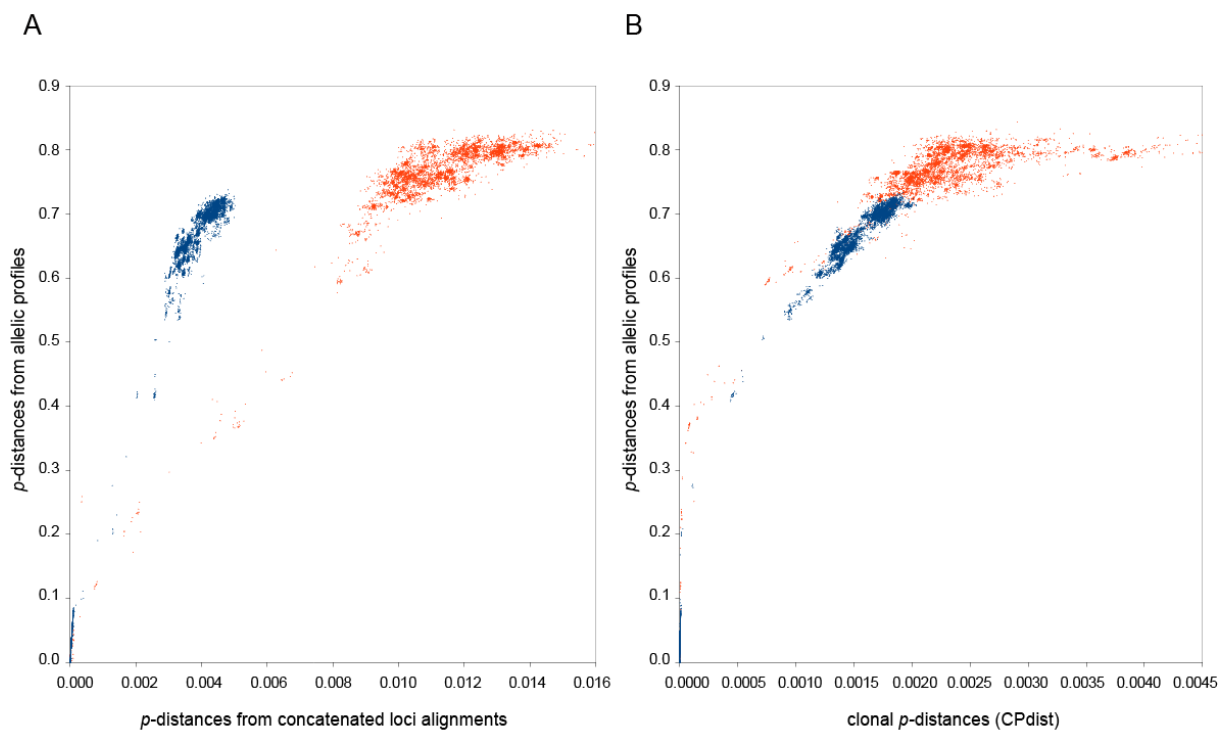 A
B
0.9
0.8
0.7
0.6
0.5
0.4
0.3
0.2
0.1
0.0
p-distances from allelic profiles
0.000 0.002 0.004 0.006 0.008 0.010 0.012 0.014 0.016
p-distances from concatenated loci alignments
0.9
0.8
0.7
0.6
0.5
0.4
0.3
0.2
0.1
0.0
p-distances from allelic profiles
0.0000 0.0005 0.0010 0.0015 0.0020 0.0025 0.0030 0.0035 0.0040 0.0045
clonal p-distances (CPdist)